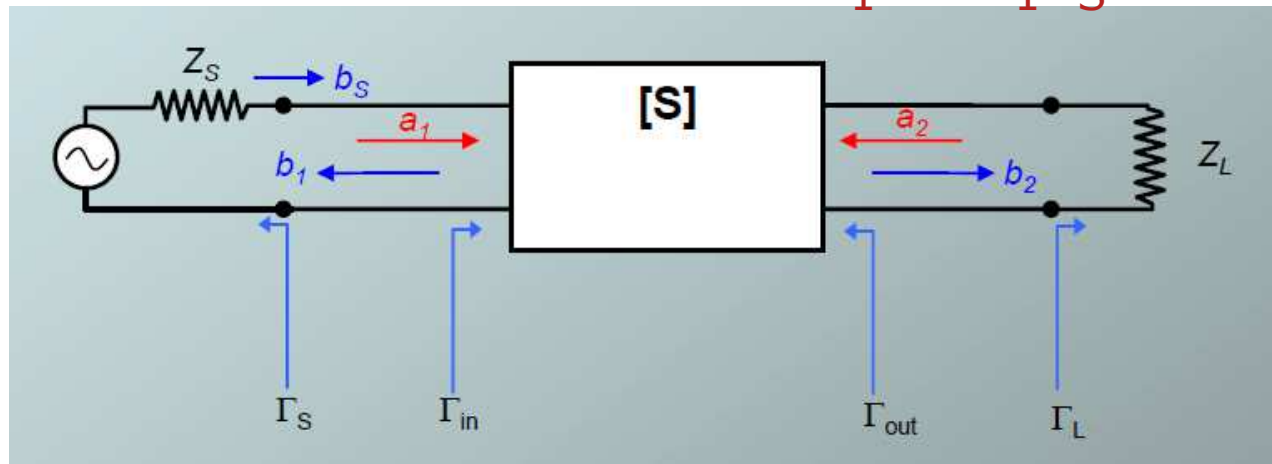 Z_S
b_S
[S]
a_1
a_2
b_1
b_2
Z_L
Γ_S
Γ_in
Γ_out
Γ_L